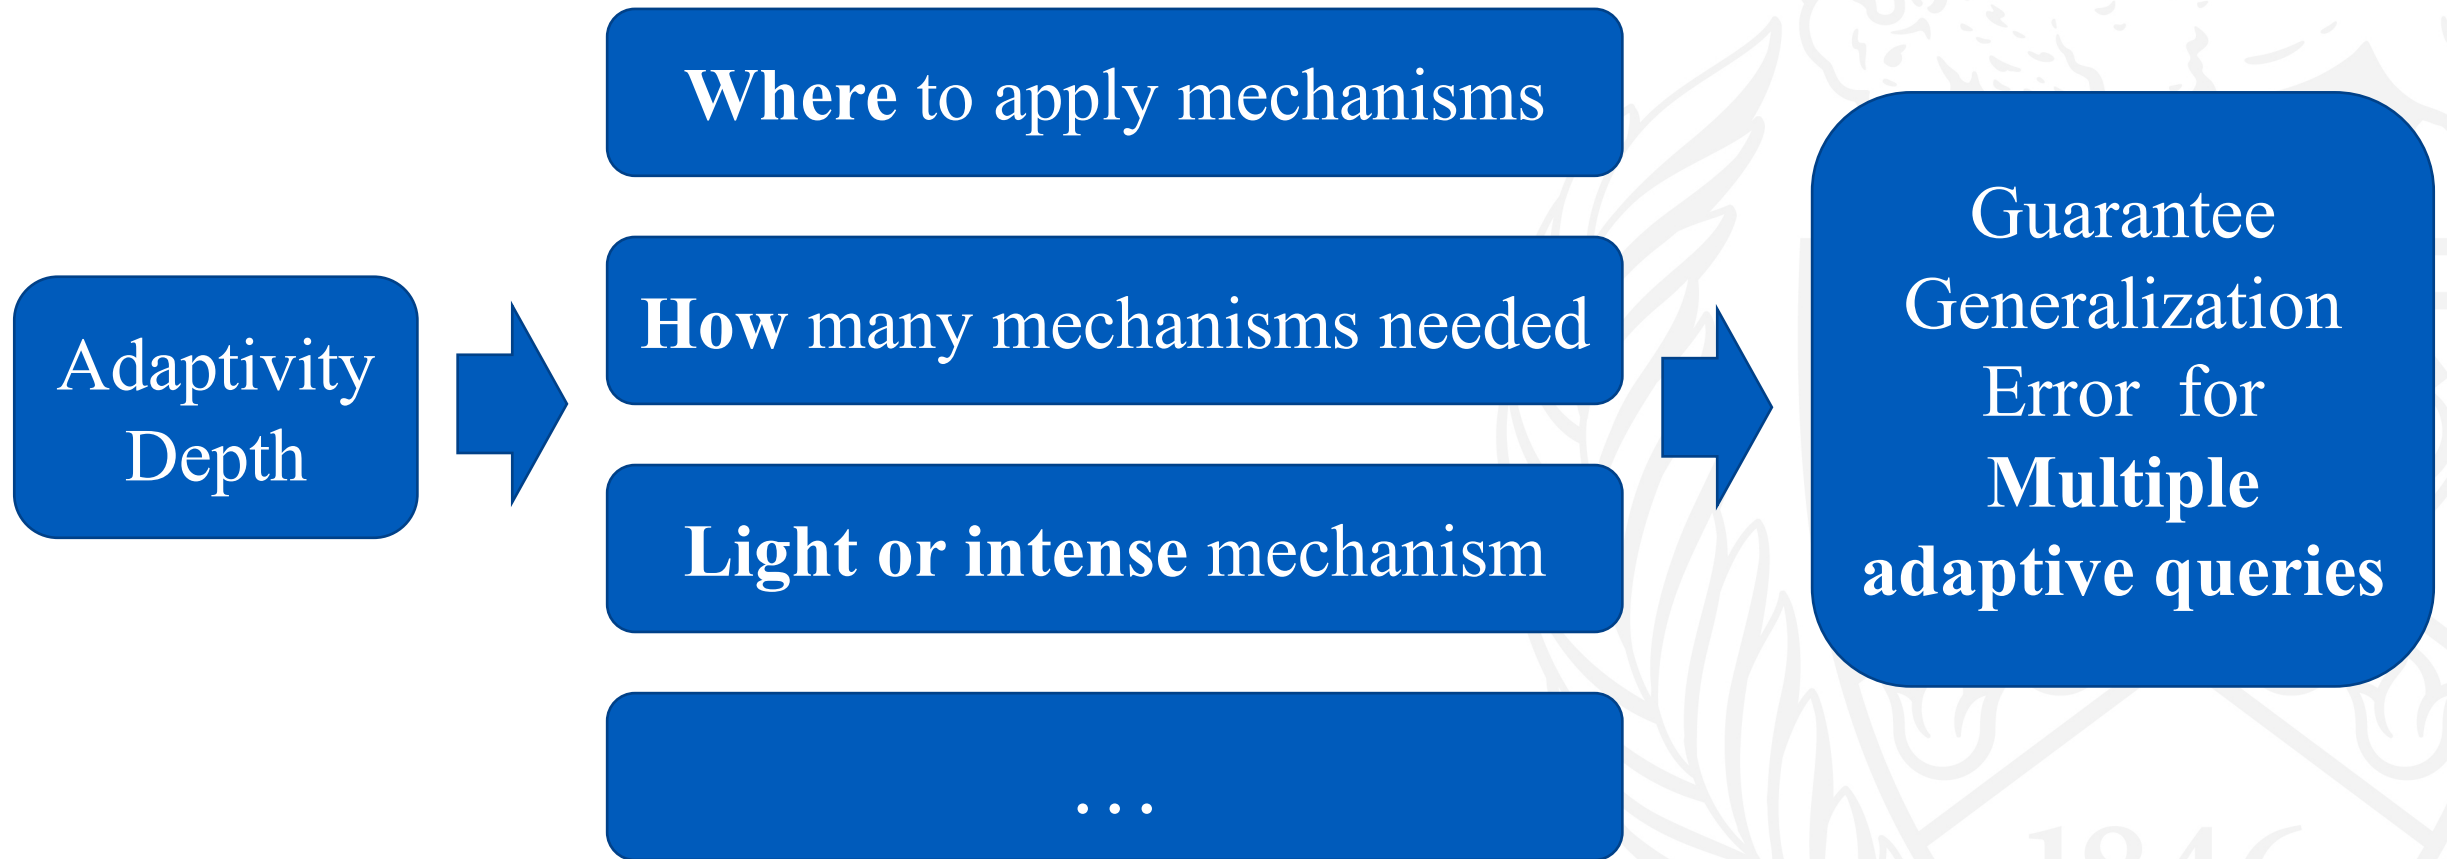 Where to apply mechanisms
How many mechanisms needed
Adaptivity
Depth
Light or intense mechanism
...
Guarantee
Generalization
Error for
Multiple
adaptive queries
1846